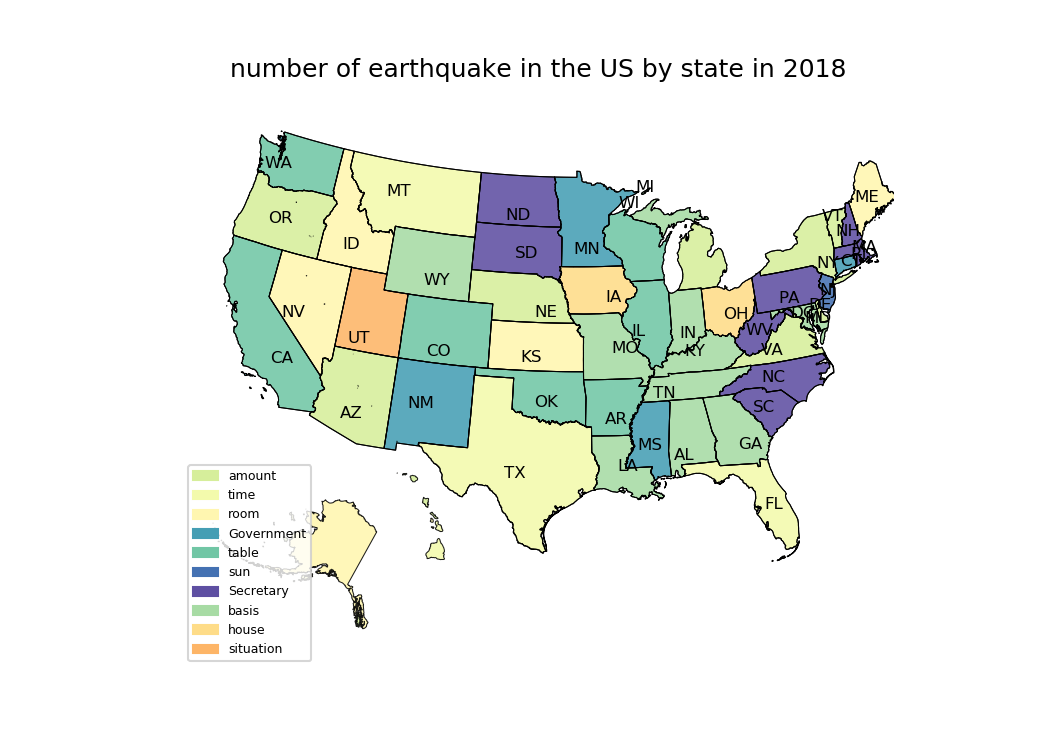 number of earthquake in the US by state in 2018
WA
MT
ND
MI
WI
ME
VT
NH
OR
ID
SD
MN
MA
NY
CT
WY
NE
IA
PA
NV
UT
CO
KS
IL
MO
IN
OH
WV
KY
VA
DE
DC
MD
CA
AZ
NM
OK
TN
NC
AR
SC
MS
AL
GA
LA
TX
FL
amount
time
room
Government
table
sun
Secretary
basis
house
situation